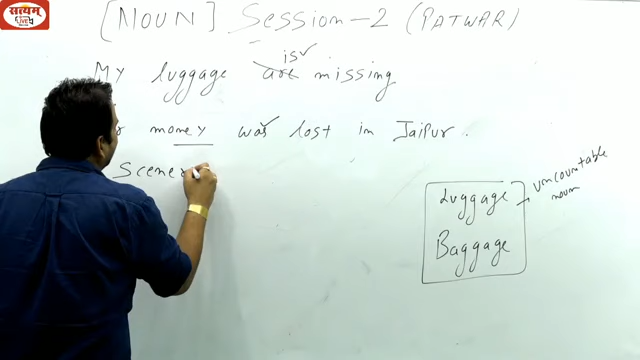 सत्यम् LIVE
[NOUN] Session-2 (PATWAR)
is✓
My luggage are missing
money was✓ lost in Jaipur.
Scener
Luggage
Baggage
uncountable
noun